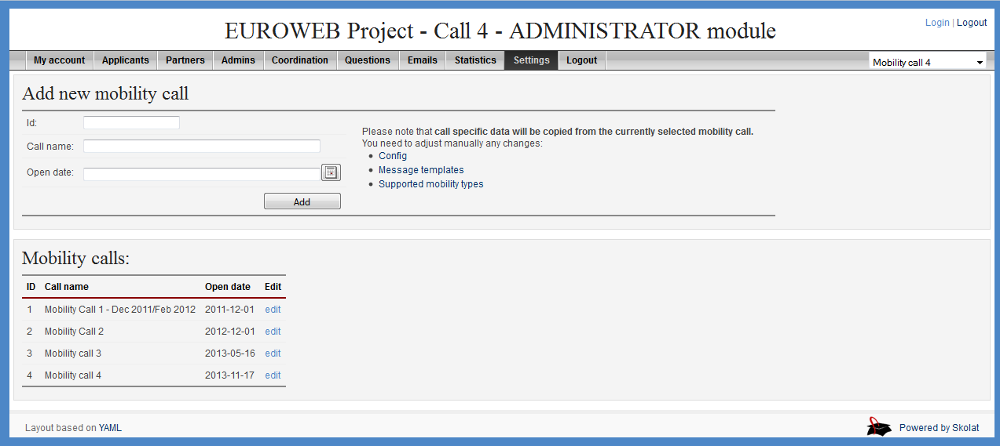 EUROWEB Project - Call 4 - ADMINISTRATOR module
Login | Logout
My account Applicants Partners Admins Coordination Questions Emails Statistics Settings Logout
Mobility call 4
Add new mobility call
Id:
Call name:
Open date:
Add
Please note that call specific data will be copied from the currently selected mobility call.
You need to adjust manually any changes:
Config
Message templates
Supported mobility types
Mobility calls:
ID Call name Open date Edit
1 Mobility Call 1 - Dec 2011/Feb 2012 2011-12-01 edit
2 Mobility Call 2 2012-12-01 edit
3 Mobility call 3 2013-05-16 edit
4 Mobility call 4 2013-11-17 edit
Layout based on YAML
Powered by Skolat